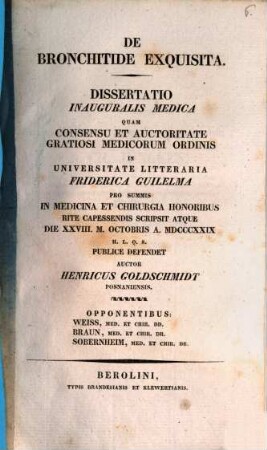 6.
DE
BRONCHITIDE EXQUISITA.
DISSERTATIO
INAUGURALIS MEDICA
QUAM
CONSENSU ET AUCTORITATE
GRATIOSI MEDICORUM ORDINIS
IN
UNIVERSITATE LITTERARIA
FRIDERICA GUILELMA
PRO SUMMIS
IN MEDICINA ET CHIRURGIA HONORIBUS
RITE CAPESSENDIS SCRIPSIT ATQUE
DIE XXVIII. M. OCTOBRIS A. MDCCCXXIX
H. L. Q. S.
PUBLICE DEFENDET
AUCTOR
HENRICUS GOLDSCHMIDT
POSNANIENSIS.
OPPONENTIBUS:
WEISS, MED. ET CHIR. DD.
BRAUN, MED. ET CHIR. DR.
SOBERNHEIM, MED. ET CHIR. DD.
BEROLINI,
TYPIS BRANDESIANIS ET KLEWERTIANIS.